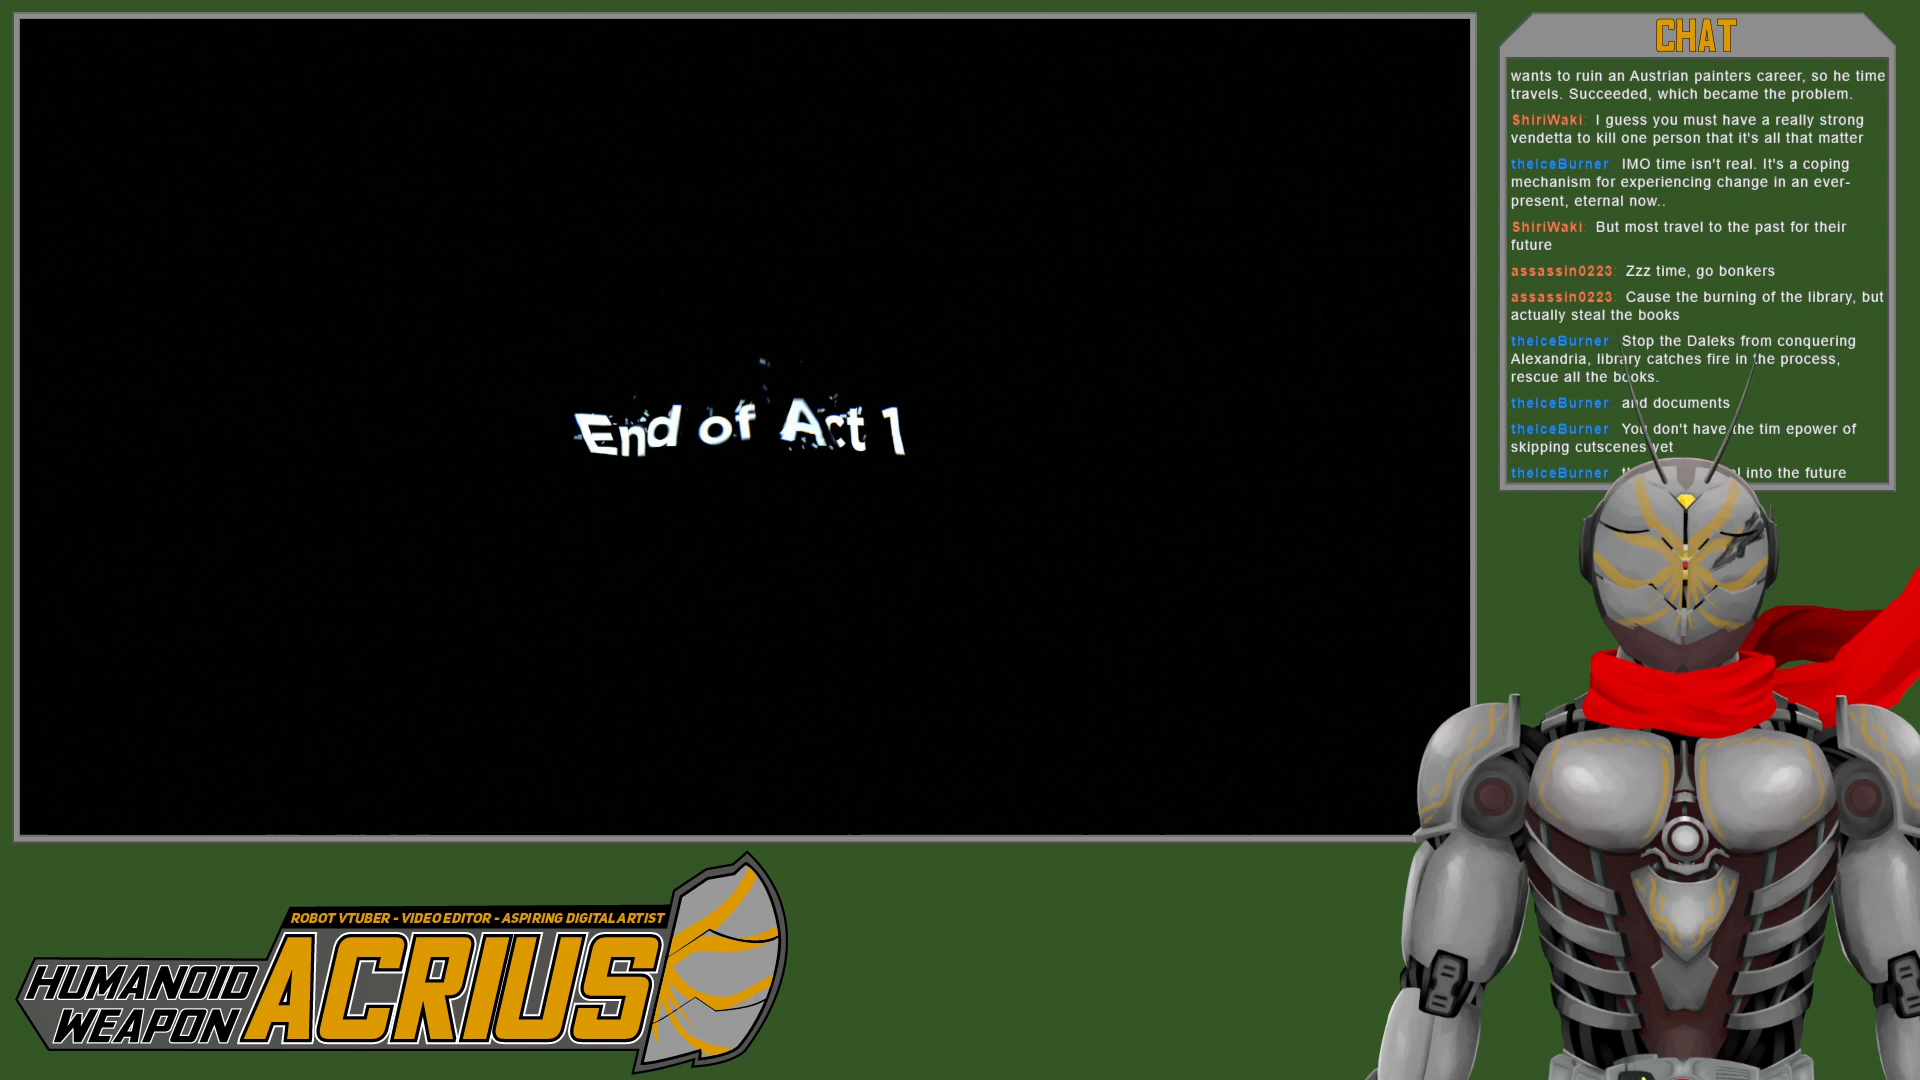 End of Act 1
CHAT
wants to ruin an Austrian painters career, so he time
travels. Succeeded, which became the problem.
ShiriWaki: I guess you must have a really strong
vendetta to kill one person that it's all that matter
theIceBurner: IMO time isn't real. It's a coping
mechanism for experiencing change in an ever-
present, eternal now..
ShiriWaki: But most travel to the past for their
future
assassin0223: Zzz time, go bonkers
assassin0223: Cause the burning of the library, but
actually steal the books
theIceBurner: Stop the Daleks from conquering
Alexandria, library catches fire in the process,
rescue all the books.
theIceBurner: and documents
theIceBurner: You don't have the tim epower of
skipping cutscenes yet
theIceBurner: into the future
ROBOT VTUBER - VIDEO EDITOR - ASPIRING DIGITAL ARTIST
HUMANOID
WEAPON
ACRIUS